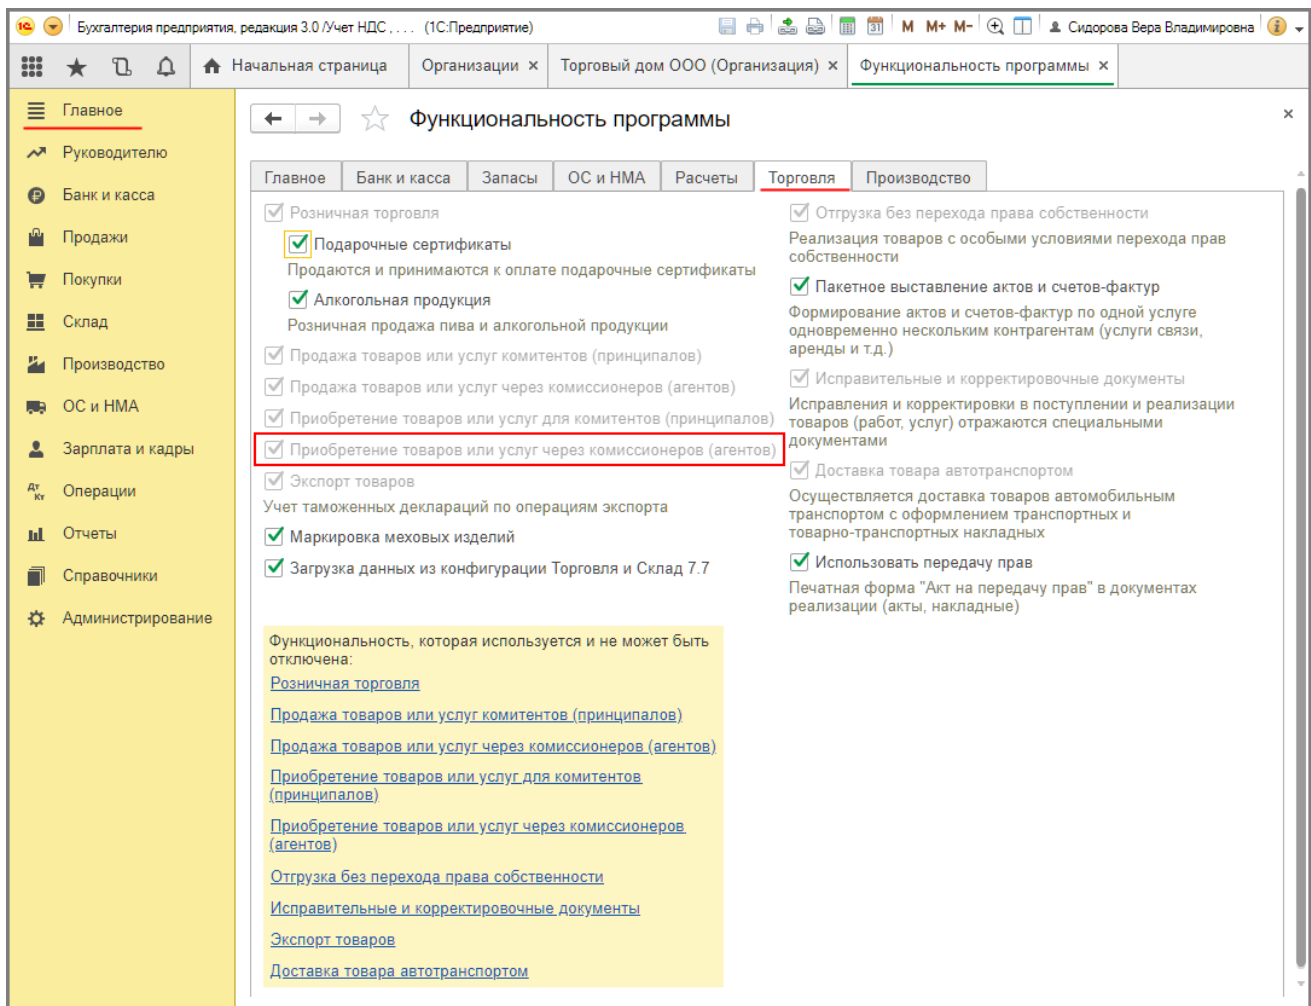 1С Бухгалтерия предприятия, редакция 3.0 /Учет НДС , . . . (1С:Предприятие) 31 M M+ M- Сидорова Вера Владимировна
Начальная страница Организации × Торговый дом ООО (Организация) × Функциональность программы ×
Главное
Руководителю
Банк и касса
Продажи
Покупки
Склад
Производство
ОС и НМА
Зарплата и кадры
Дт Кт Операции
Отчеты
Справочники
Администрирование
Функциональность программы ×
Главное Банк и касса Запасы ОС и НМА Расчеты Торговля Производство
Розничная торговля
Подарочные сертификаты
Продаются и принимаются к оплате подарочные сертификаты
Алкогольная продукция
Розничная продажа пива и алкогольной продукции
Продажа товаров или услуг комитентов (принципалов)
Продажа товаров или услуг через комиссионеров (агентов)
Приобретение товаров или услуг для комитентов (принципалов)
Приобретение товаров или услуг через комиссионеров (агентов)
Экспорт товаров
Учет таможенных деклараций по операциям экспорта
Маркировка меховых изделий
Загрузка данных из конфигурации Торговля и Склад 7.7
Отгрузка без перехода права собственности
Реализация товаров с особыми условиями перехода прав
собственности
Пакетное выставление актов и счетов-фактур
Формирование актов и счетов-фактур по одной услуге
одновременно нескольким контрагентам (услуги связи,
аренды и т.д.)
Исправительные и корректировочные документы
Исправления и корректировки в поступлении и реализации
товаров (работ, услуг) отражаются специальными
документами
Доставка товара автотранспортом
Осуществляется доставка товаров автомобильным
транспортом с оформлением транспортных и
товарно-транспортных накладных
Использовать передачу прав
Печатная форма "Акт на передачу прав" в документах
реализации (акты, накладные)
Функциональность, которая используется и не может быть
отключена:
Розничная торговля
Продажа товаров или услуг комитентов (принципалов)
Продажа товаров или услуг через комиссионеров (агентов)
Приобретение товаров или услуг для комитентов
(принципалов)
Приобретение товаров или услуг через комиссионеров
(агентов)
Отгрузка без перехода права собственности
Исправительные и корректировочные документы
Экспорт товаров
Доставка товара автотранспортом